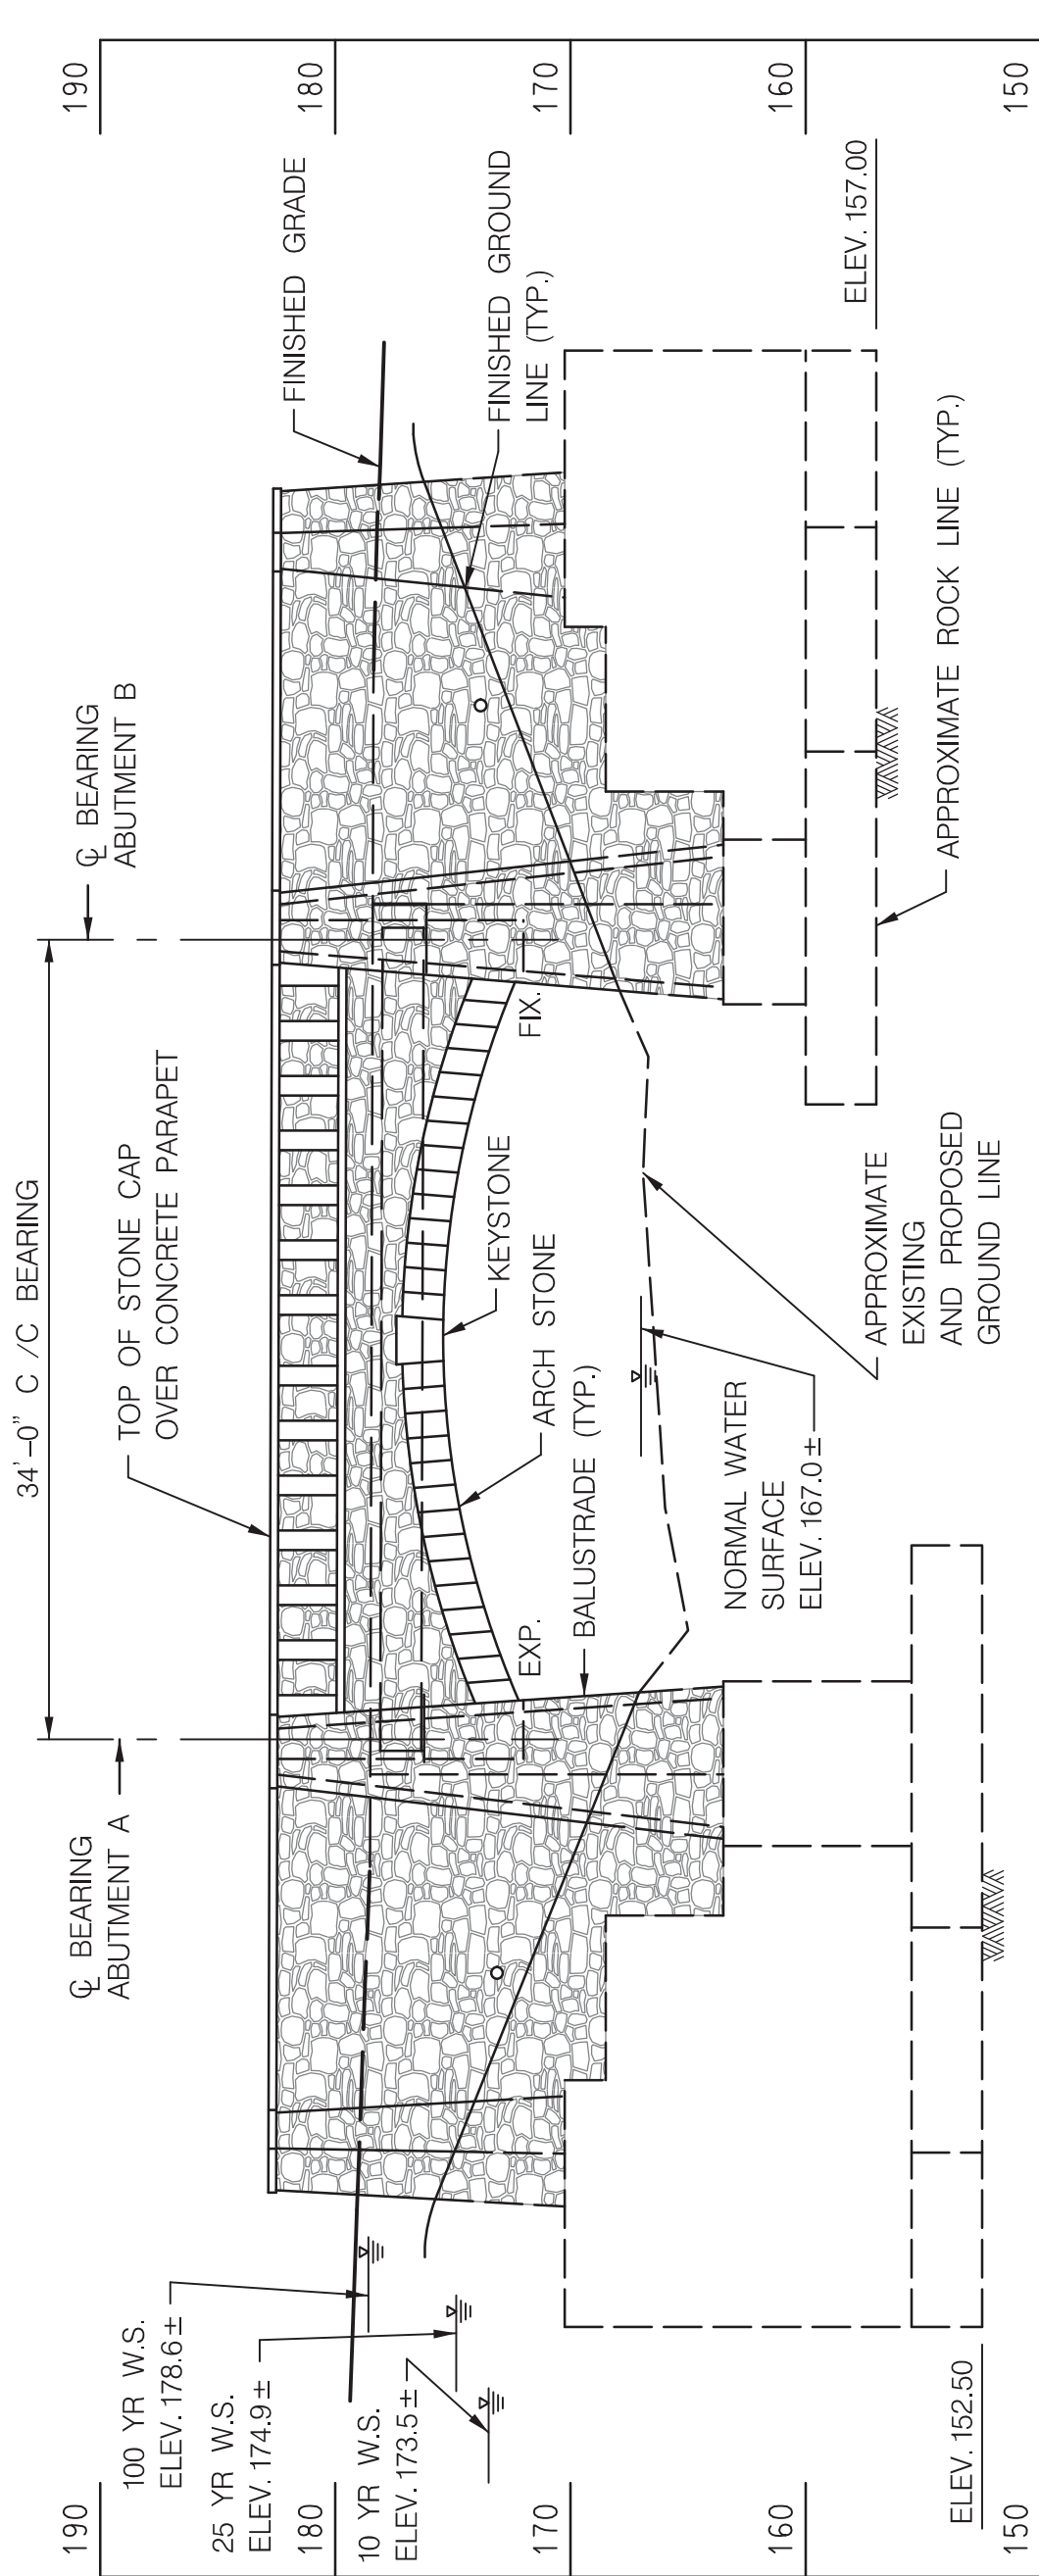 34'-0" C /C BEARING
℄ BEARING
ABUTMENT A
℄ BEARING
ABUTMENT B
TOP OF STONE CAP
OVER CONCRETE PARAPET
190
180
170
160
150
100 YR W.S.
ELEV. 178.6±
25 YR W.S.
ELEV. 174.9±
10 YR W.S.
ELEV. 173.5±
ELEV. 152.50
EXP.
FIX.
KEYSTONE
ARCH STONE
BALUSTRADE (TYP.)
NORMAL WATER
SURFACE
ELEV. 167.0±
APPROXIMATE
EXISTING
AND PROPOSED
GROUND LINE
APPROXIMATE ROCK LINE (TYP.)
FINISHED GRADE
FINISHED GROUND
LINE (TYP.)
ELEV. 157.00
190
180
170
160
150